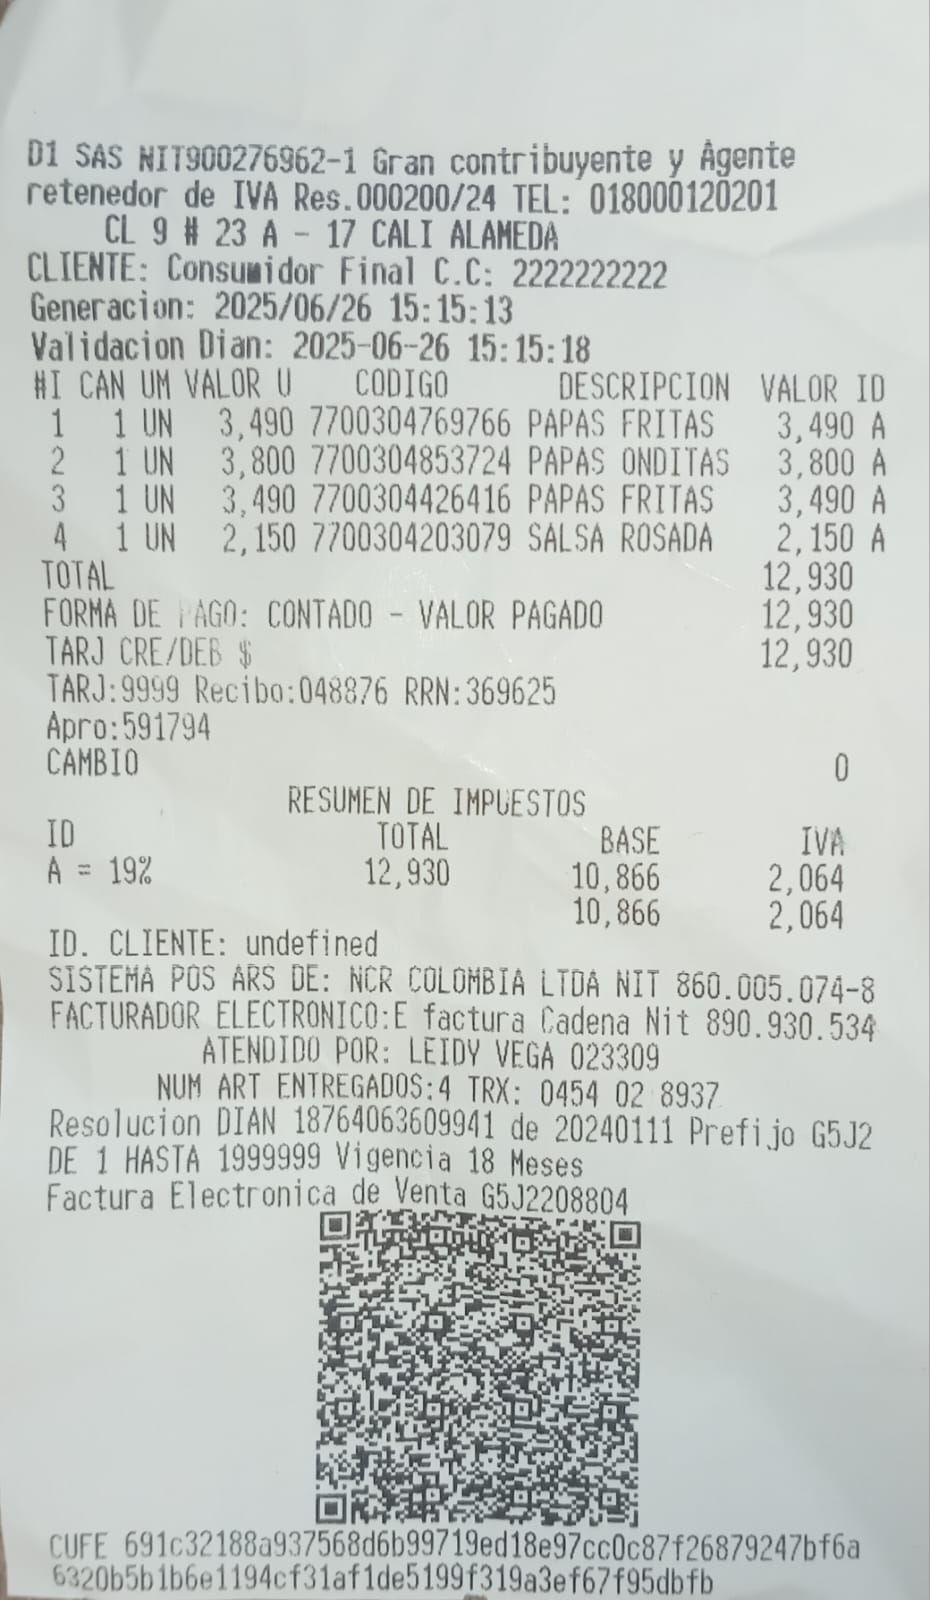 D1 SAS NIT900276962-1 Gran contribuyente y Agente
retenedor de IVA Res.000200/24 TEL: 018000120201
CL 9 # 23 A - 17 CALI ALAMEDA
CLIENTE: Consumidor Final C.C: 2222222222
Generacion: 2025/06/26 15:15:13
Validacion Dian: 2025-06-26 15:15:18
#I CAN UM VALOR U CODIGO DESCRIPCION VALOR ID
1 1 UN 3,490 7700304769766 PAPAS FRITAS 3,490 A
2 1 UN 3,800 7700304853724 PAPAS ONDITAS 3,800 A
3 1 UN 3,490 7700304426416 PAPAS FRITAS 3,490 A
4 1 UN 2,150 7700304203079 SALSA ROSADA 2,150 A
TOTAL 12,930
FORMA DE PAGO: CONTADO - VALOR PAGADO 12,930
TARJ CRE/DEB $ 12,930
TARJ:9999 Recibo:048876 RRN:369625
Apro:591794
CAMBIO 0
RESUMEN DE IMPUESTOS
ID TOTAL BASE IVA
A = 19% 12,930 10,866 2,064
10,866 2,064
ID. CLIENTE: undefined
SISTEMA POS ARS DE: NCR COLOMBIA LTDA NIT 860.005.074-8
FACTURADOR ELECTRONICO:E factura Cadena Nit 890.930.534
ATENDIDO POR: LEIDY VEGA 023309
NUM ART ENTREGADOS:4 TRX: 0454 02 8937
Resolucion DIAN 18764063609941 de 20240111 Prefijo G5J2
DE 1 HASTA 1999999 Vigencia 18 Meses
Factura Electronica de Venta G5J2208804
CUFE 691c32188a937568d6b99719ed18e97cc0c87f26879247bf6a
6320b5b1b6e1194cf31af1de5199f319a3ef67f95dbfb